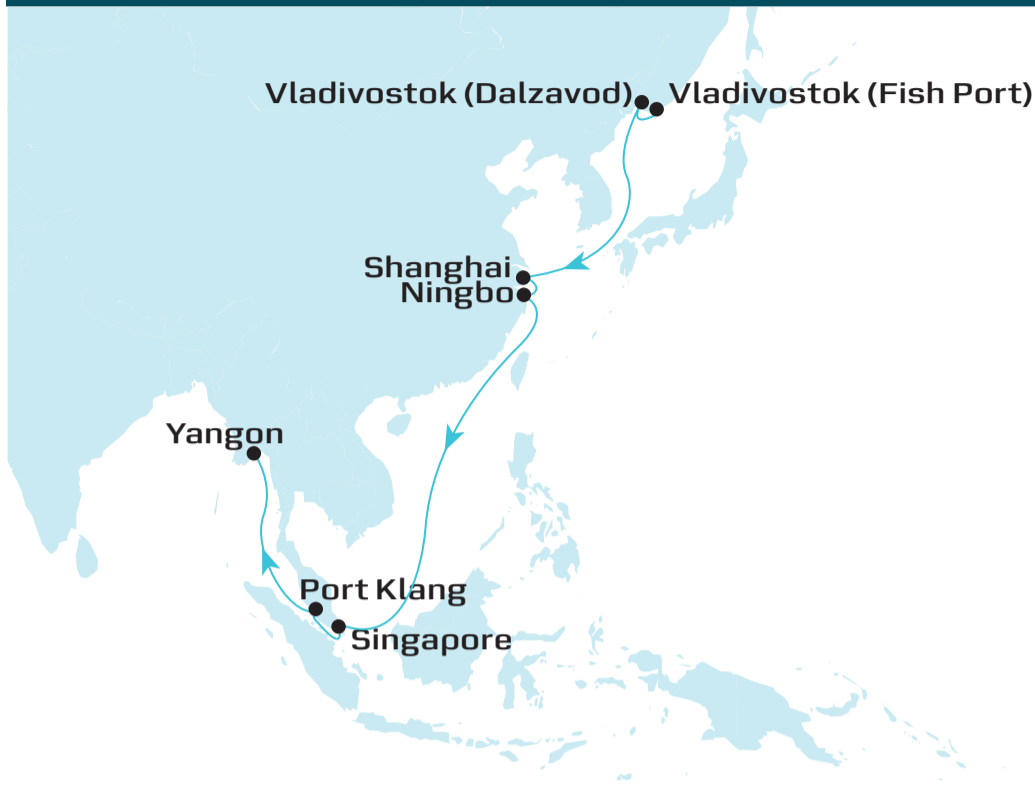 Vladivostok (Dalzavod)
Vladivostok (Fish Port)
Shanghai
Ningbo
Yangon
Port Klang
Singapore